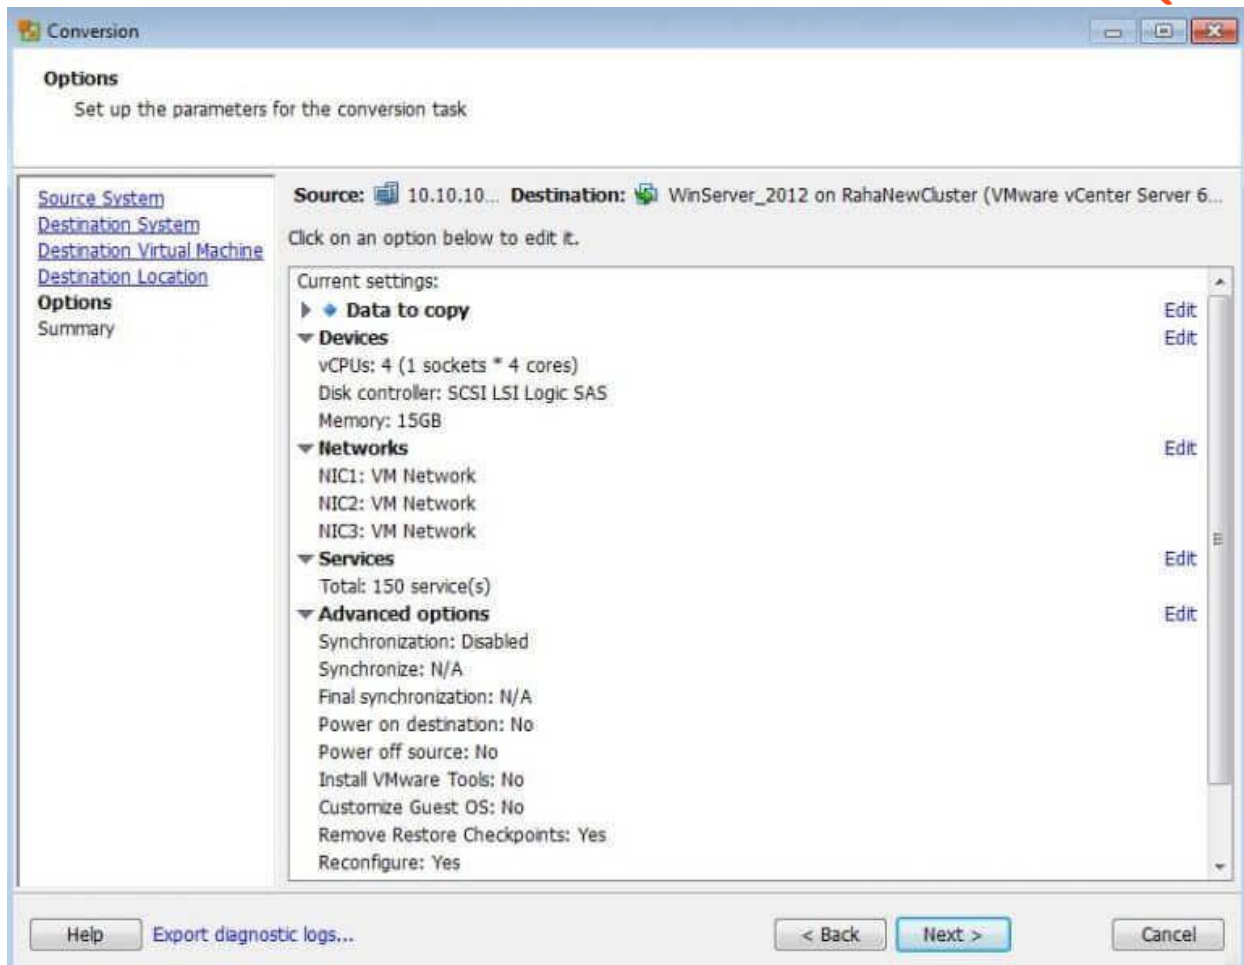 Conversion
Options
Set up the parameters for the conversion task
Source System
Destination System
Destination Virtual Machine
Destination Location
Options
Summary
Source: 10.10.10... Destination: WinServer_2012 on RahaNewCluster (VMware vCenter Server 6...
Click on an option below to edit it.
Current settings:
Data to copy Edit
Devices Edit
vCPUs: 4 (1 sockets * 4 cores)
Disk controller: SCSI LSI Logic SAS
Memory: 15GB
Networks Edit
NIC1: VM Network
NIC2: VM Network
NIC3: VM Network
Services Edit
Total: 150 service(s)
Advanced options Edit
Synchronization: Disabled
Synchronize: N/A
Final synchronization: N/A
Power on destination: No
Power off source: No
Install VMware Tools: No
Customize Guest OS: No
Remove Restore Checkpoints: Yes
Reconfigure: Yes
Help Export diagnostic logs... < Back Next > Cancel